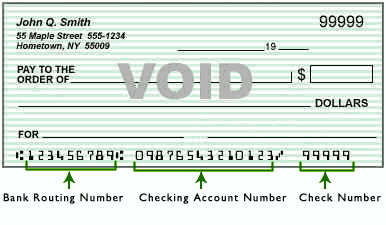 John Q. Smith 99999
55 Maple Street 555-1234
Hometown, NY 55009
19
PAY TO THE
ORDER OF $
VOID
DOLLARS
FOR
⑆123456789⑆ 09876543210123⑈ 99999
Bank Routing Number Checking Account Number Check Number